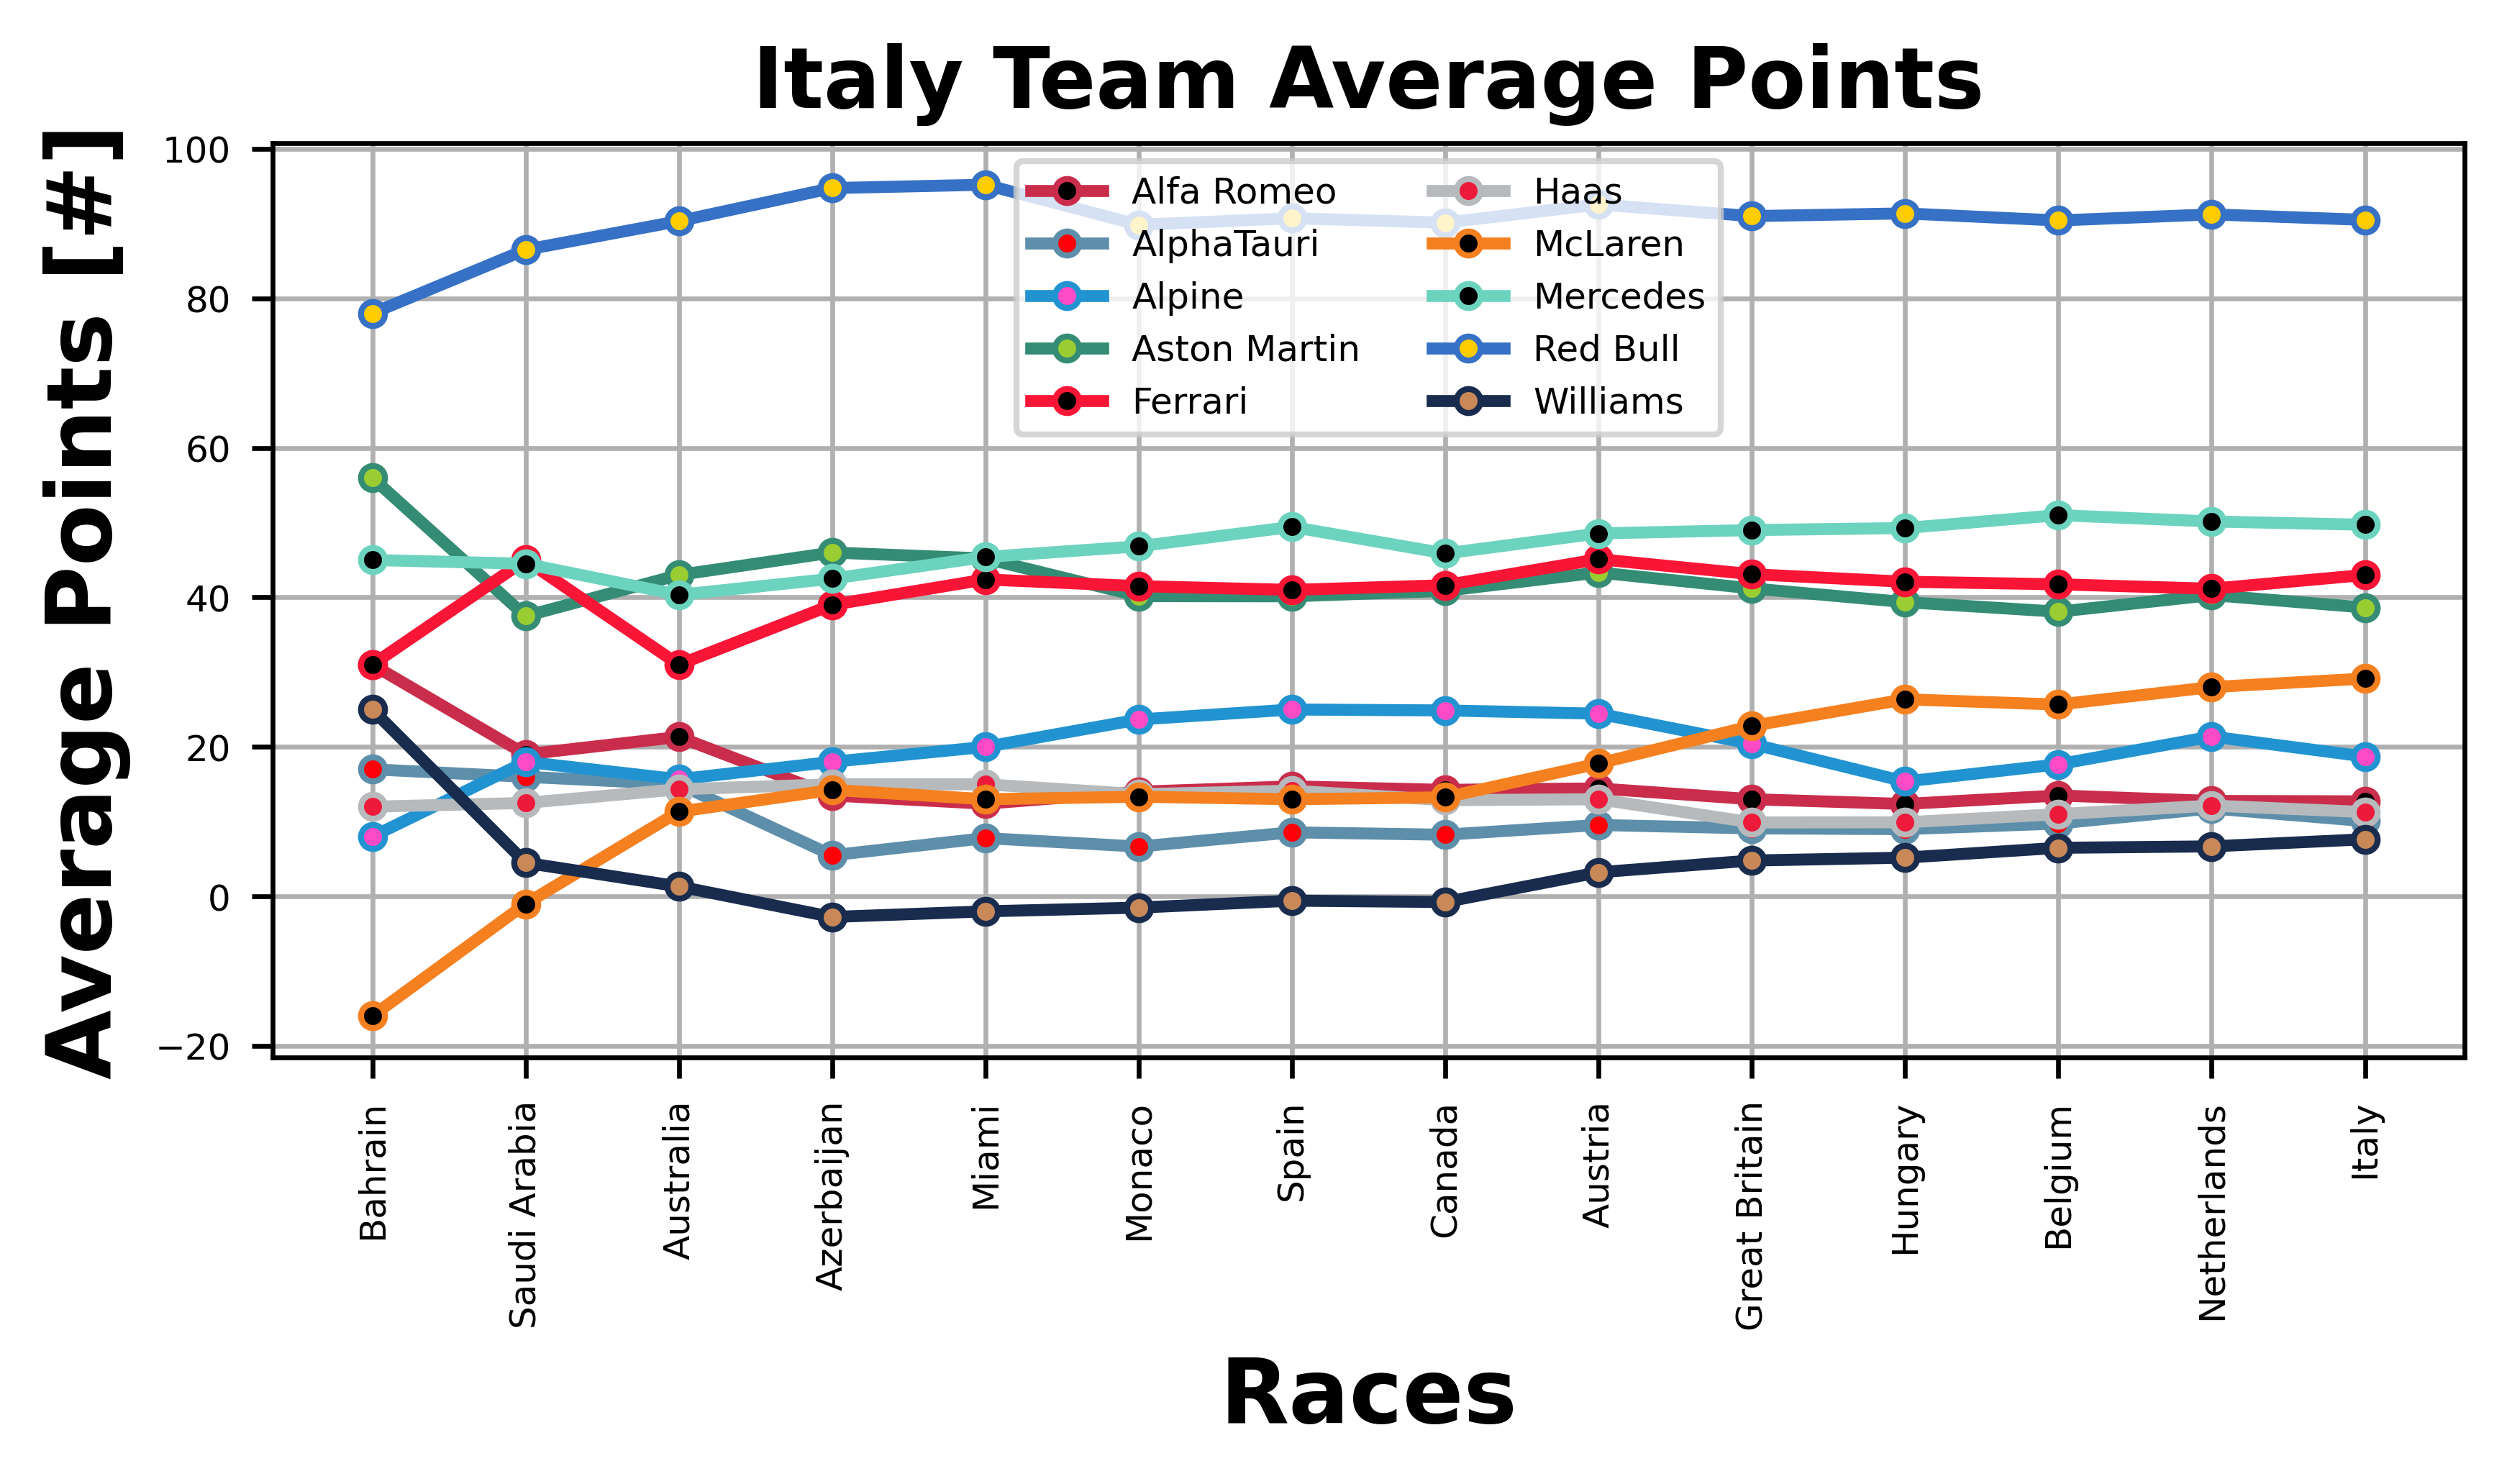 Italy Team Average Points
Average Points [#]
100
80
60
40
20
0
−20
Alfa Romeo
AlphaTauri
Alpine
Aston Martin
Ferrari
Haas
McLaren
Mercedes
Red Bull
Williams
Bahrain
Saudi Arabia
Australia
Azerbaijan
Miami
Monaco
Spain
Canada
Austria
Great Britain
Hungary
Belgium
Netherlands
Italy
Races